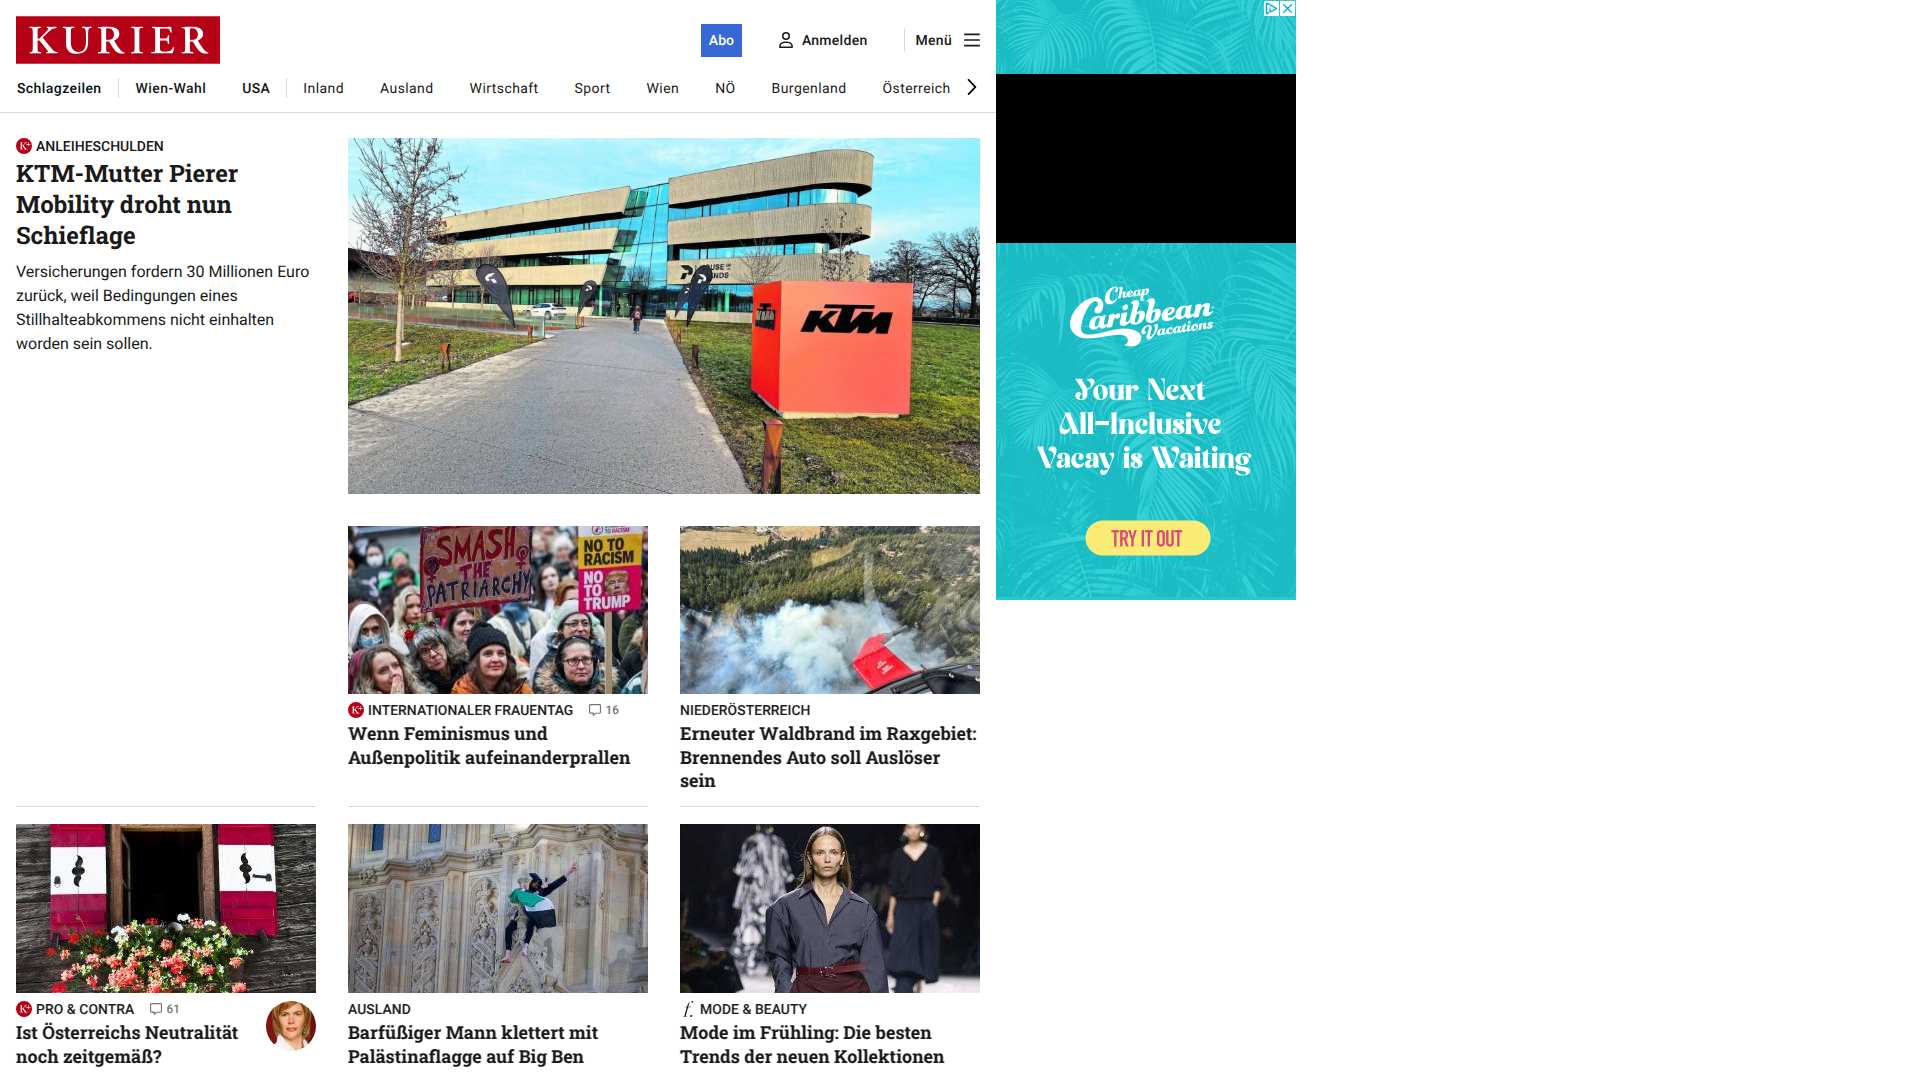 KURIER
Abo
Anmelden
Menü
Schlagzeilen
Wien-Wahl
USA
Inland
Ausland
Wirtschaft
Sport
Wien
NÖ
Burgenland
Österreich
K+ ANLEIHESCHULDEN
KTM-Mutter Pierer
Mobility droht nun
Schieflage
Versicherungen fordern 30 Millionen Euro
zurück, weil Bedingungen eines
Stillhalteabkommens nicht einhalten
worden sein sollen.
KTM
SMASH
THE
PATRIARCHY
NO TO
RACISM
NO
TO
TRUMP
K+ INTERNATIONALER FRAUENTAG 16
Wenn Feminismus und
Außenpolitik aufeinanderprallen
NIEDERÖSTERREICH
Erneuter Waldbrand im Raxgebiet:
Brennendes Auto soll Auslöser
sein
K+ PRO & CONTRA 61
Ist Österreichs Neutralität
noch zeitgemäß?
AUSLAND
Barfüßiger Mann klettert mit
Palästinaflagge auf Big Ben
f. MODE & BEAUTY
Mode im Frühling: Die besten
Trends der neuen Kollektionen
Cheap
Caribbean
Vacations
Your Next
All-Inclusive
Vacay is Waiting
TRY IT OUT